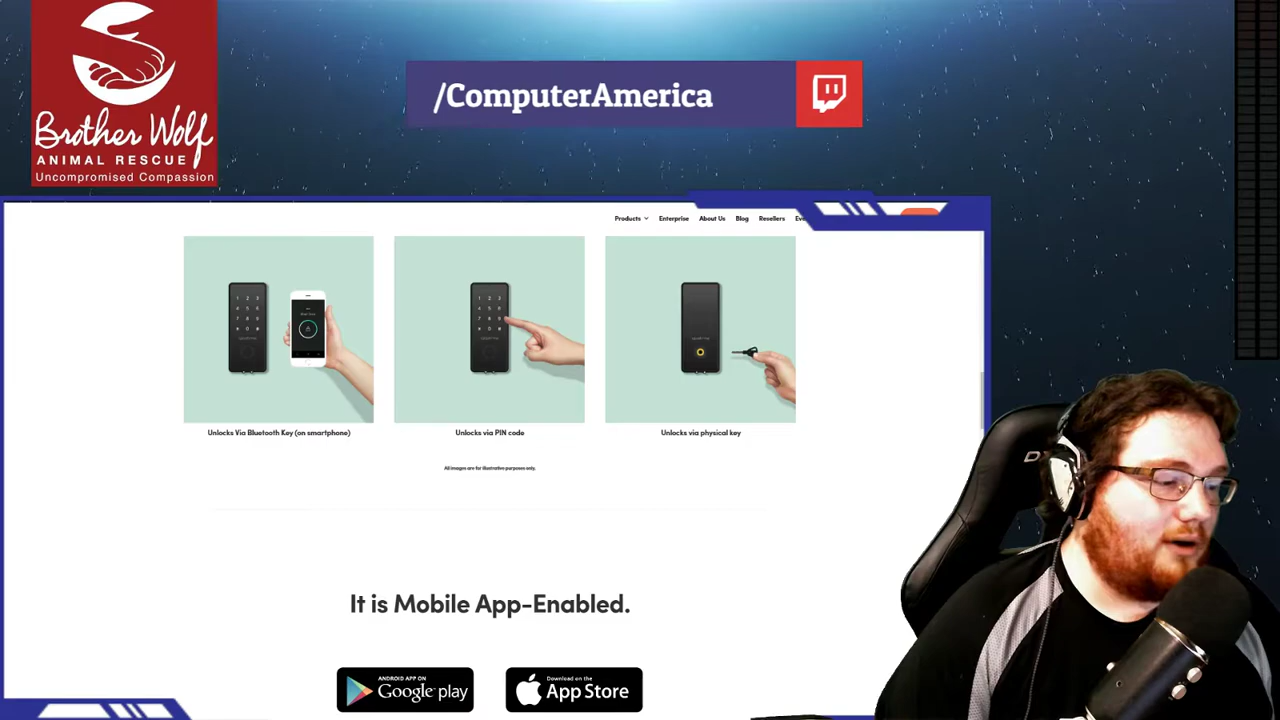 Brother Wolf
ANIMAL RESCUE
Uncompromised Compassion
/ComputerAmerica
Products Enterprise About Us Blog Resellers
Unlocks Via Bluetooth Key (on smartphone)
Unlocks via PIN code
Unlocks via physical key
All images are for illustrative purposes only.
It is Mobile App-Enabled.
ANDROID APP ON
Google play
Download on the
App Store